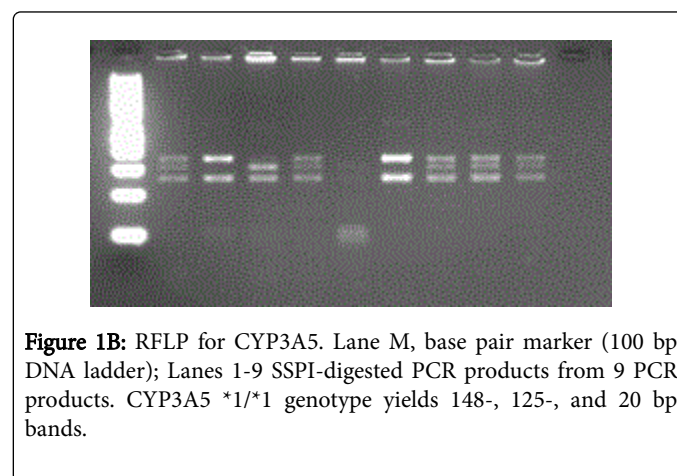 Figure 1B: RFLP for CYP3A5. Lane M, base pair marker (100 bp
DNA ladder); Lanes 1-9 SSPI-digested PCR products from 9 PCR
products. CYP3A5 *1/*1 genotype yields 148-, 125-, and 20 bp
bands.